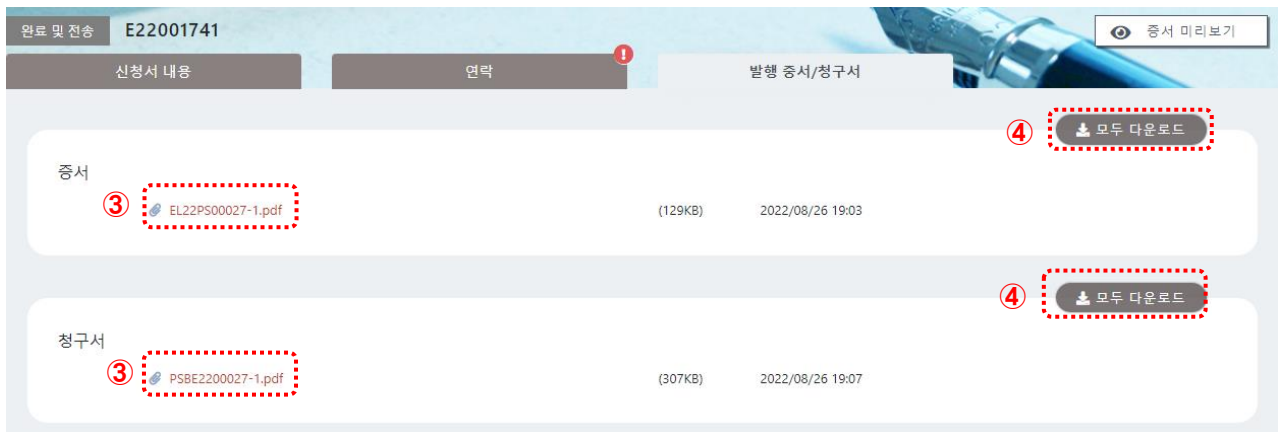 완료 및 전송 E22001741 증서 미리보기
신청서 내용 연락 ! 발행 증서/청구서
④ 모두 다운로드
증서
③ EL22PS00027-1.pdf (129KB) 2022/08/26 19:03
④ 모두 다운로드
청구서
③ PSBE2200027-1.pdf (307KB) 2022/08/26 19:07